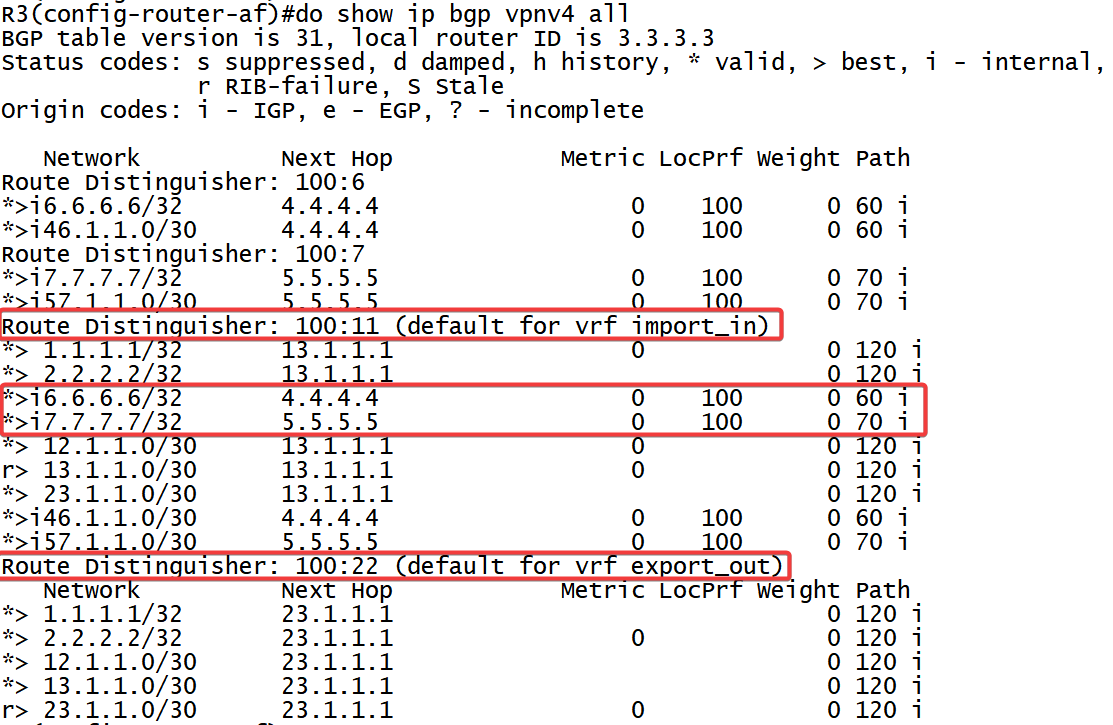 R3(config-router-af)#do show ip bgp vpnv4 all
BGP table version is 31, local router ID is 3.3.3.3
Status codes: s suppressed, d damped, h history, * valid, > best, i - internal,
              r RIB-failure, S Stale
Origin codes: i - IGP, e - EGP, ? - incomplete

   Network          Next Hop            Metric LocPrf Weight Path
Route Distinguisher: 100:6
*>i6.6.6.6/32       4.4.4.4                  0    100      0 60 i
*>i46.1.1.0/30      4.4.4.4                  0    100      0 60 i
Route Distinguisher: 100:7
*>i7.7.7.7/32       5.5.5.5                  0    100      0 70 i
*>i57.1.1.0/30      5.5.5.5                  0    100      0 70 i
Route Distinguisher: 100:11 (default for vrf import_in)
*> 1.1.1.1/32       13.1.1.1                 0             0 120 i
*> 2.2.2.2/32       13.1.1.1                               0 120 i
*>i6.6.6.6/32       4.4.4.4                  0    100      0 60 i
*>i7.7.7.7/32       5.5.5.5                  0    100      0 70 i
*> 12.1.1.0/30      13.1.1.1                 0             0 120 i
r> 13.1.1.0/30      13.1.1.1                 0             0 120 i
*> 23.1.1.0/30      13.1.1.1                               0 120 i
*>i46.1.1.0/30      4.4.4.4                  0    100      0 60 i
*>i57.1.1.0/30      5.5.5.5                  0    100      0 70 i
Route Distinguisher: 100:22 (default for vrf export_out)
   Network          Next Hop            Metric LocPrf Weight Path
*> 1.1.1.1/32       23.1.1.1                               0 120 i
*> 2.2.2.2/32       23.1.1.1                 0             0 120 i
*> 12.1.1.0/30      23.1.1.1                               0 120 i
*> 13.1.1.0/30      23.1.1.1                               0 120 i
r> 23.1.1.0/30      23.1.1.1                 0             0 120 i